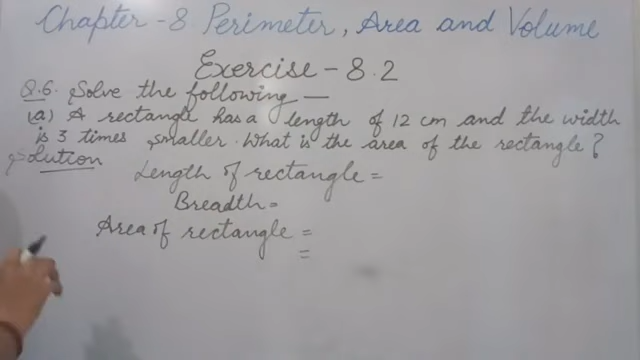 Chapter-8 Perimeter, Area and Volume
Exercise-8.2
Q.6. Solve the following —
(a) A rectangle has a length of 12 cm and the width
is 3 times smaller. What is the area of the rectangle?
Solution
Length of rectangle =
Breadth =
Area of rectangle =
=